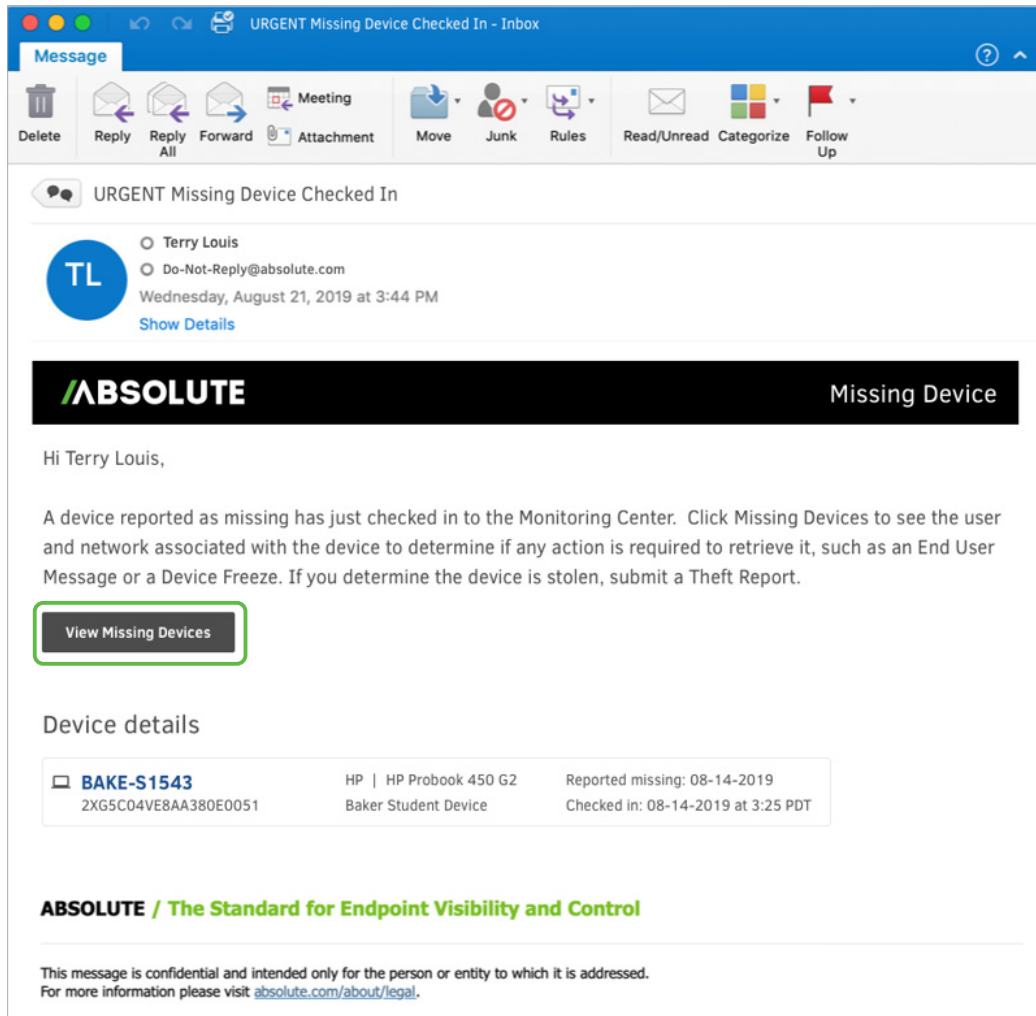 URGENT Missing Device Checked In - Inbox
Message
?
Delete
Reply
Reply All
Forward
Meeting
Attachment
Move
Junk
Rules
Read/Unread
Categorize
Follow Up
URGENT Missing Device Checked In
TL
Terry Louis
Do-Not-Reply@absolute.com
Wednesday, August 21, 2019 at 3:44 PM
Show Details
ABSOLUTE
Missing Device
Hi Terry Louis,
A device reported as missing has just checked in to the Monitoring Center. Click Missing Devices to see the user
and network associated with the device to determine if any action is required to retrieve it, such as an End User
Message or a Device Freeze. If you determine the device is stolen, submit a Theft Report.
View Missing Devices
Device details
BAKE-S1543 HP | HP Probook 450 G2 Reported missing: 08-14-2019
2XG5C04VE8AA380E0051 Baker Student Device Checked in: 08-14-2019 at 3:25 PDT
ABSOLUTE / The Standard for Endpoint Visibility and Control
This message is confidential and intended only for the person or entity to which it is addressed.
For more information please visit absolute.com/about/legal.